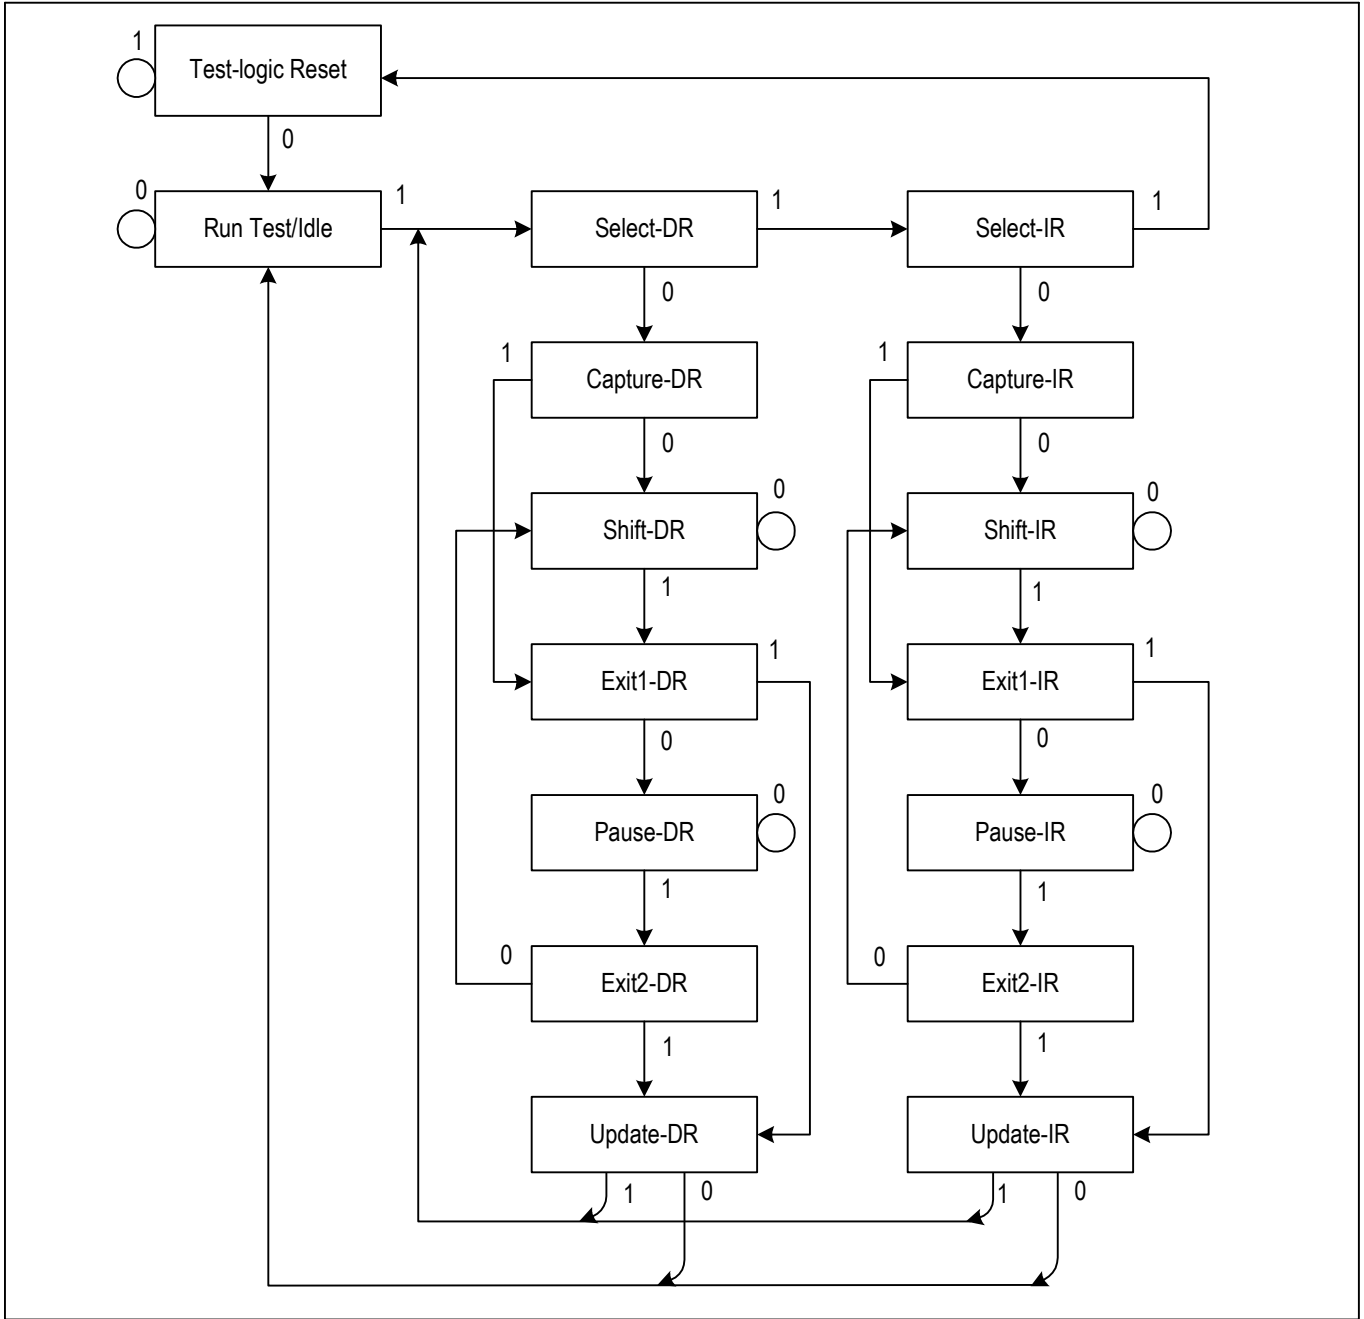 1
Test-logic Reset
0
0
Run Test/Idle
1
Select-DR
1
Select-IR
1
0
0
1
Capture-DR
1
Capture-IR
0
0
Shift-DR
0
Shift-IR
0
1
1
Exit1-DR
1
Exit1-IR
1
0
0
Pause-DR
0
Pause-IR
0
1
1
0
Exit2-DR
0
Exit2-IR
1
1
Update-DR
Update-IR
1
0
1
0